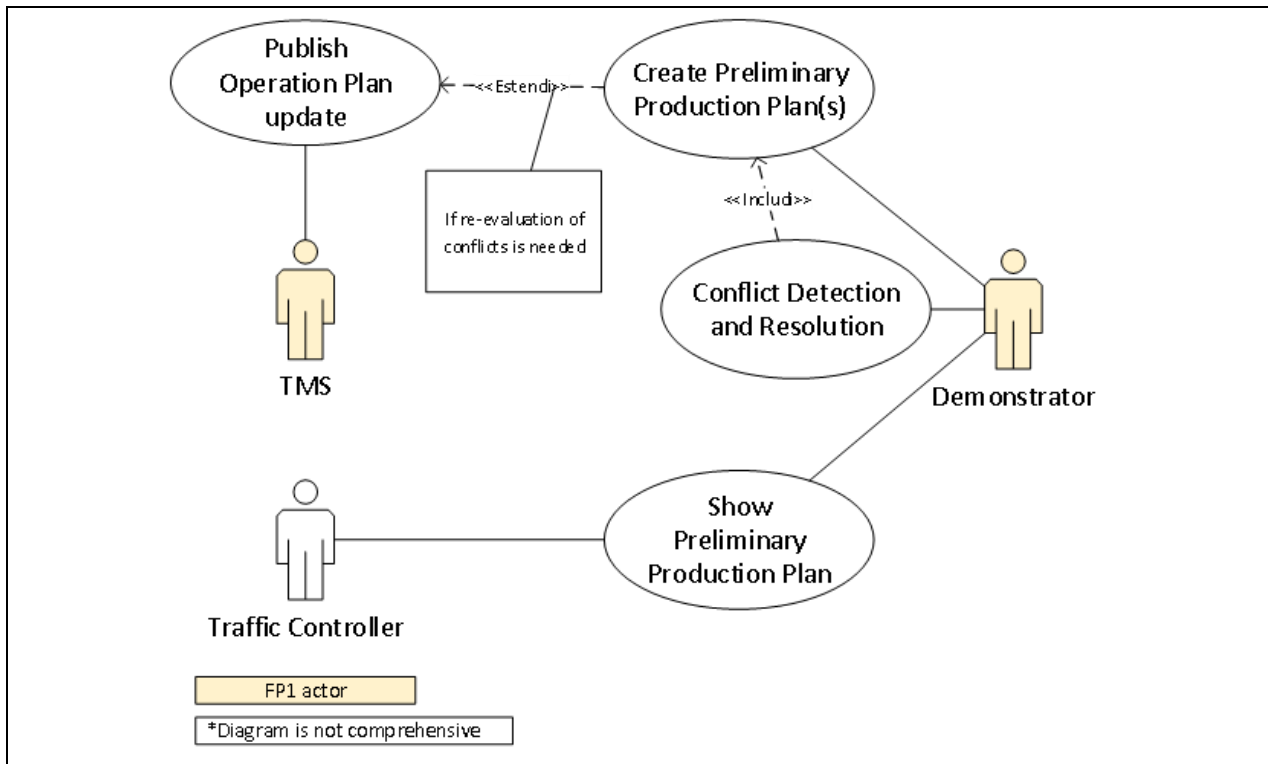 Publish
Operation Plan
update
<<Estendi>>
Create Preliminary
Production Plan(s)
If re-evaluation of
conflicts is needed
<<Includi>>
Conflict Detection
and Resolution
TMS
Demonstrator
Show
Preliminary
Production Plan
Traffic Controller
FP1 actor
*Diagram is not comprehensive